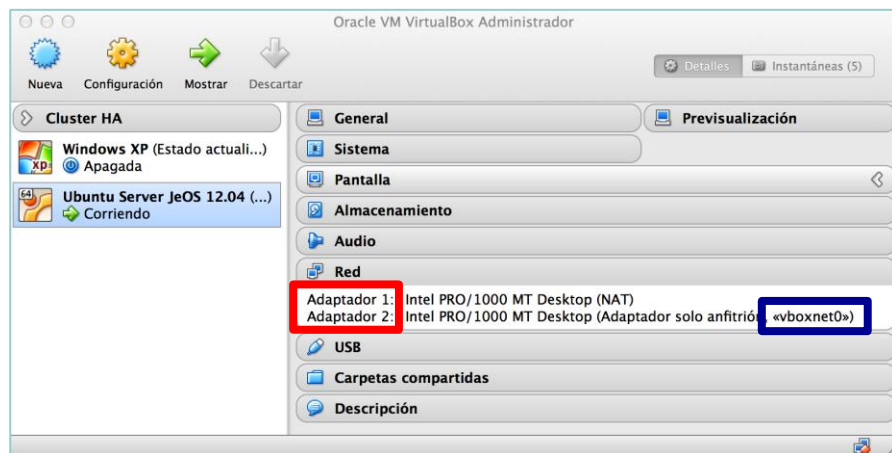 Oracle VM VirtualBox Administrador
Nueva Configuración Mostrar Descartar
Detalles Instantáneas (5)
Cluster HA
Windows XP (Estado actuali...)
XP
Apagada
64
Ubuntu Server JeOS 12.04 (...)
Corriendo
General
Previsualización
Sistema
Pantalla
Almacenamiento
Audio
Red
Adaptador 1: Intel PRO/1000 MT Desktop (NAT)
Adaptador 2: Intel PRO/1000 MT Desktop (Adaptador solo anfitrión, «vboxnet0»)
USB
Carpetas compartidas
Descripción